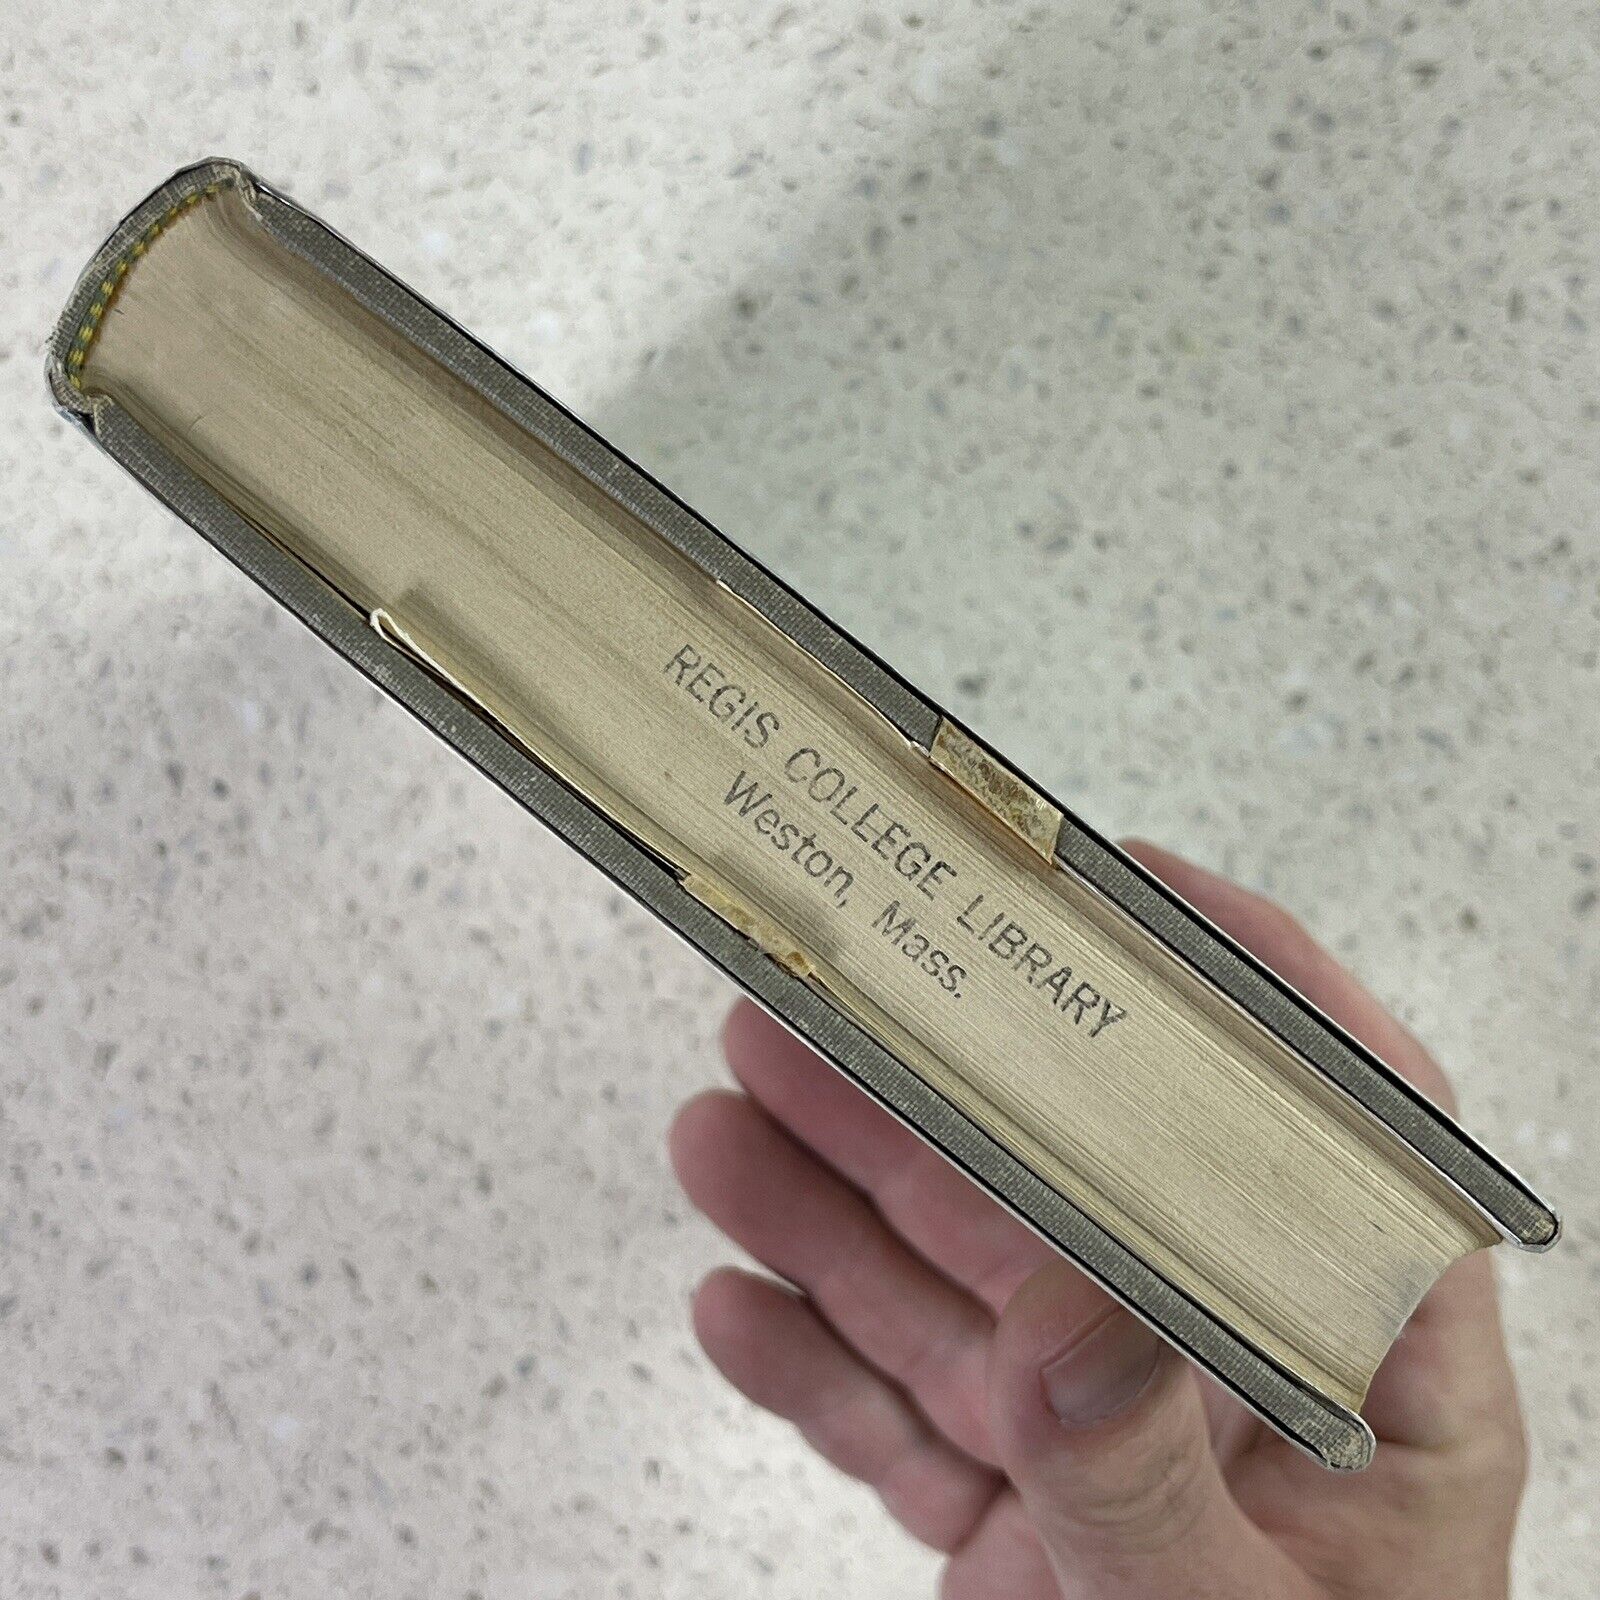 REGIS COLLEGE LIBRARY
Weston, Mass.